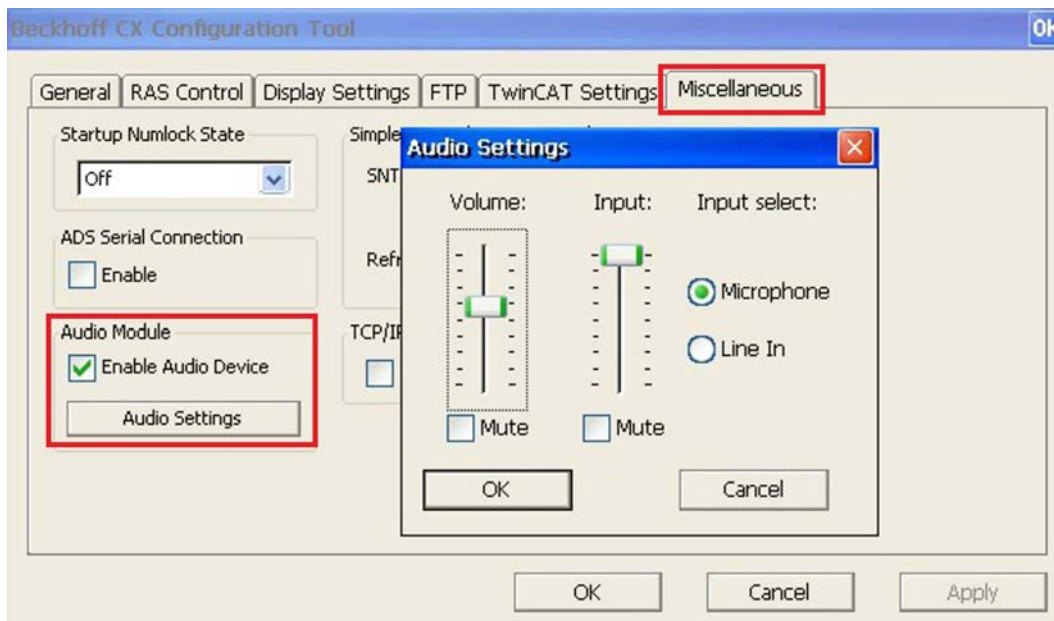 Beckhoff CX Configuration Tool
OK
General RAS Control Display Settings FTP TwinCAT Settings Miscellaneous
Startup Numlock State
Off
ADS Serial Connection
Enable
Audio Module
Enable Audio Device
Audio Settings
Simple
SNT
Refr
TCP/IP
Audio Settings
Volume: Input: Input select:
Microphone
Line In
Mute Mute
OK Cancel
OK Cancel Apply